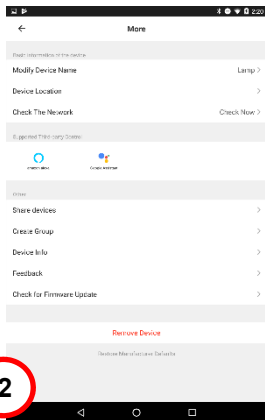 2:20
More
Basic information of the device
Modify Device Name
Lamp >
Device Location >
Check The Network
Check Now >
Supported Third-party Control
amazon alexa
Google Assistant
Other
Share devices >
Create Group >
Device Info >
Feedback >
Check for Firmware Update >
Remove Device
Restore Manufacturer Defaults
2